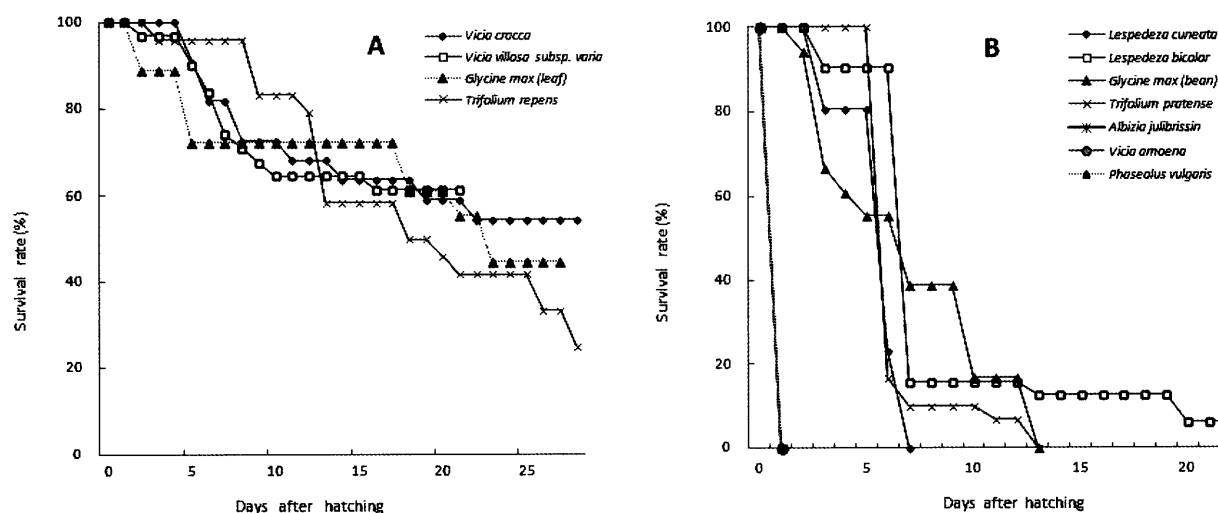 A
Vicia cracca
Vicia villosa subsp. varia
Glycine max (leaf)
Trifolium repens
100
80
60
40
20
0
0 5 10 15 20 25
Survival rate (%)
Days after hatching
B
Lespedeza cuneata
Lespedeza bicolor
Glycine max (bean)
Trifolium pratense
Albizia julibrissin
Vicia amoena
Phaseolus vulgaris
100
80
60
40
20
0
0 5 10 15 20
Survival rate (%)
Days after hatching